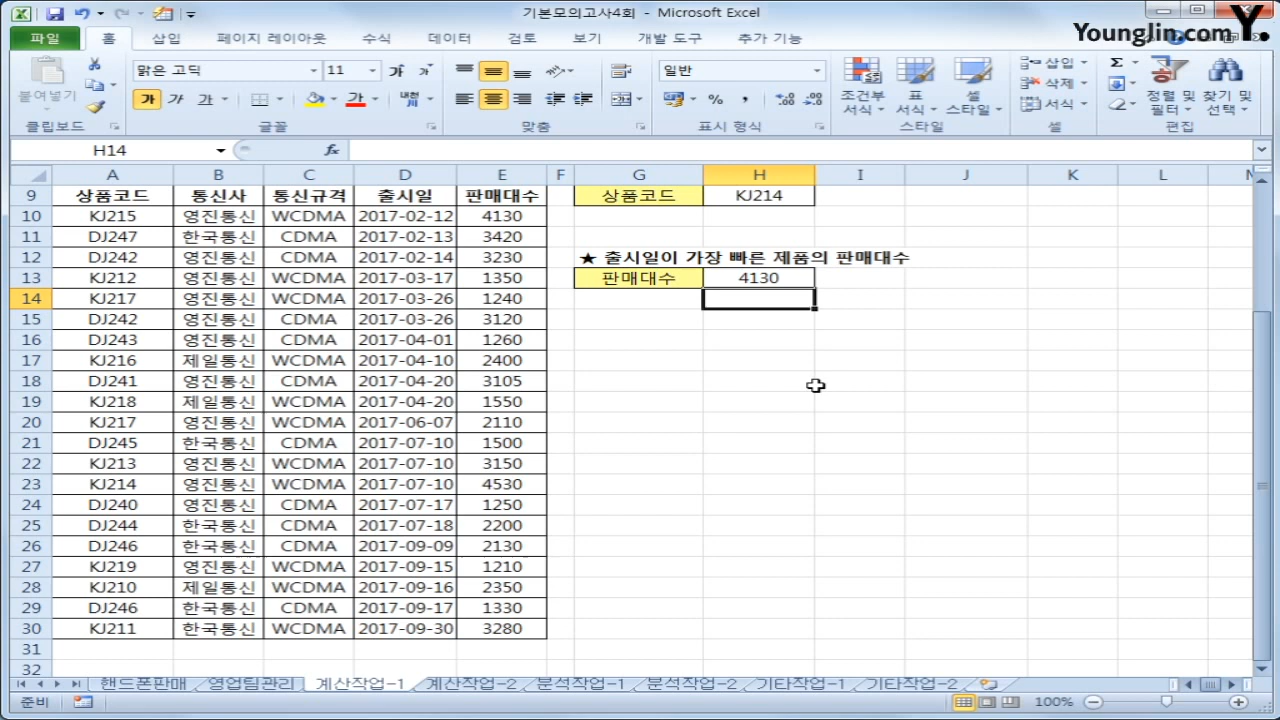 기본모의고사4회 - Microsoft Excel
Younglin.com Y.
파일 홈 삽입 페이지 레이아웃 수식 데이터 검토 보기 개발 도구 추가 기능
붙여넣기 맑은 고딕 11 가 가 일반 조건부 서식 표 서식 셀 스타일 삽입 삭제 서식 정렬 및 필터 찾기 및 선택
가 가 가 가 내천 %
클립보드 글꼴 맞춤 표시 형식 스타일 셀 편집
H14 fx
A B C D E F G H I J K L M
9 상품코드 통신사 통신규격 출시일 판매대수 상품코드 KJ214
10 KJ215 영진통신 WCDMA 2017-02-12 4130
11 DJ247 한국통신 CDMA 2017-02-13 3420
12 DJ242 영진통신 CDMA 2017-02-14 3230 ★ 출시일이 가장 빠른 제품의 판매대수
13 KJ212 영진통신 WCDMA 2017-03-17 1350 판매대수 4130
14 KJ217 영진통신 WCDMA 2017-03-26 1240
15 DJ242 영진통신 CDMA 2017-03-26 3120
16 DJ243 영진통신 CDMA 2017-04-01 1260
17 KJ216 제일통신 WCDMA 2017-04-10 2400
18 DJ241 영진통신 CDMA 2017-04-20 3105
19 KJ218 제일통신 WCDMA 2017-04-20 1550
20 KJ217 영진통신 WCDMA 2017-06-07 2110
21 DJ245 한국통신 CDMA 2017-07-10 1500
22 KJ213 영진통신 WCDMA 2017-07-10 3150
23 KJ214 영진통신 WCDMA 2017-07-10 4530
24 DJ240 영진통신 CDMA 2017-07-17 1250
25 DJ244 한국통신 CDMA 2017-07-18 2200
26 DJ246 한국통신 CDMA 2017-09-09 2130
27 KJ219 영진통신 WCDMA 2017-09-15 1210
28 KJ210 제일통신 WCDMA 2017-09-16 2350
29 DJ246 한국통신 CDMA 2017-09-17 1330
30 KJ211 한국통신 WCDMA 2017-09-30 3280
31
32
핸드폰판매 영업팀관리 계산작업-1 계산작업-2 분석작업-1 분석작업-2 기타작업-1 기타작업-2
준비 100%